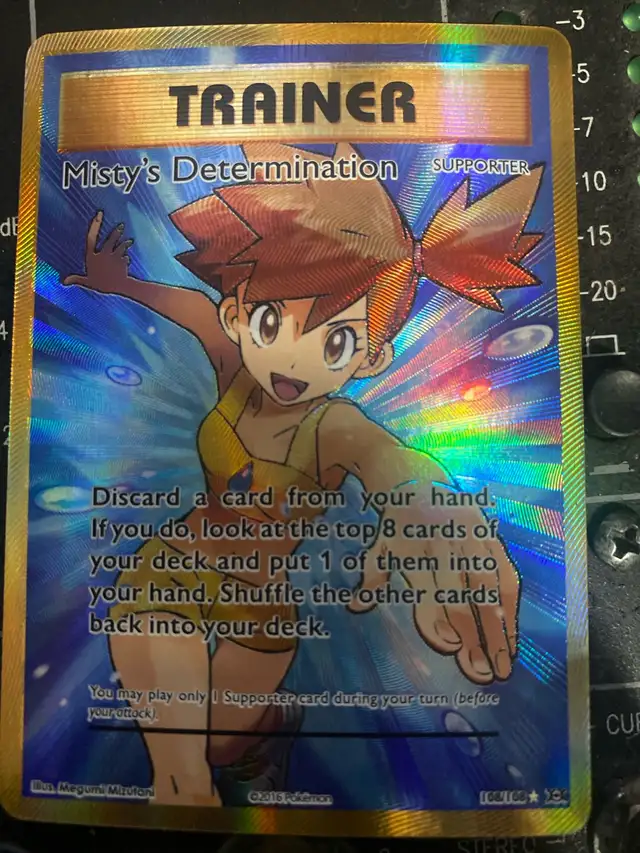 -3
-5
-7
-10
-15
-20
TRAINER
Misty's Determination SUPPORTER
Discard a card from your hand.
If you do, look at the top 8 cards of
your deck and put 1 of them into
your hand. Shuffle the other cards
back into your deck.
You may play only 1 Supporter card during your turn (before
your attack).
Illus. Megumi Mizutani ©2016 Pokémon 108/108
4
STEREO